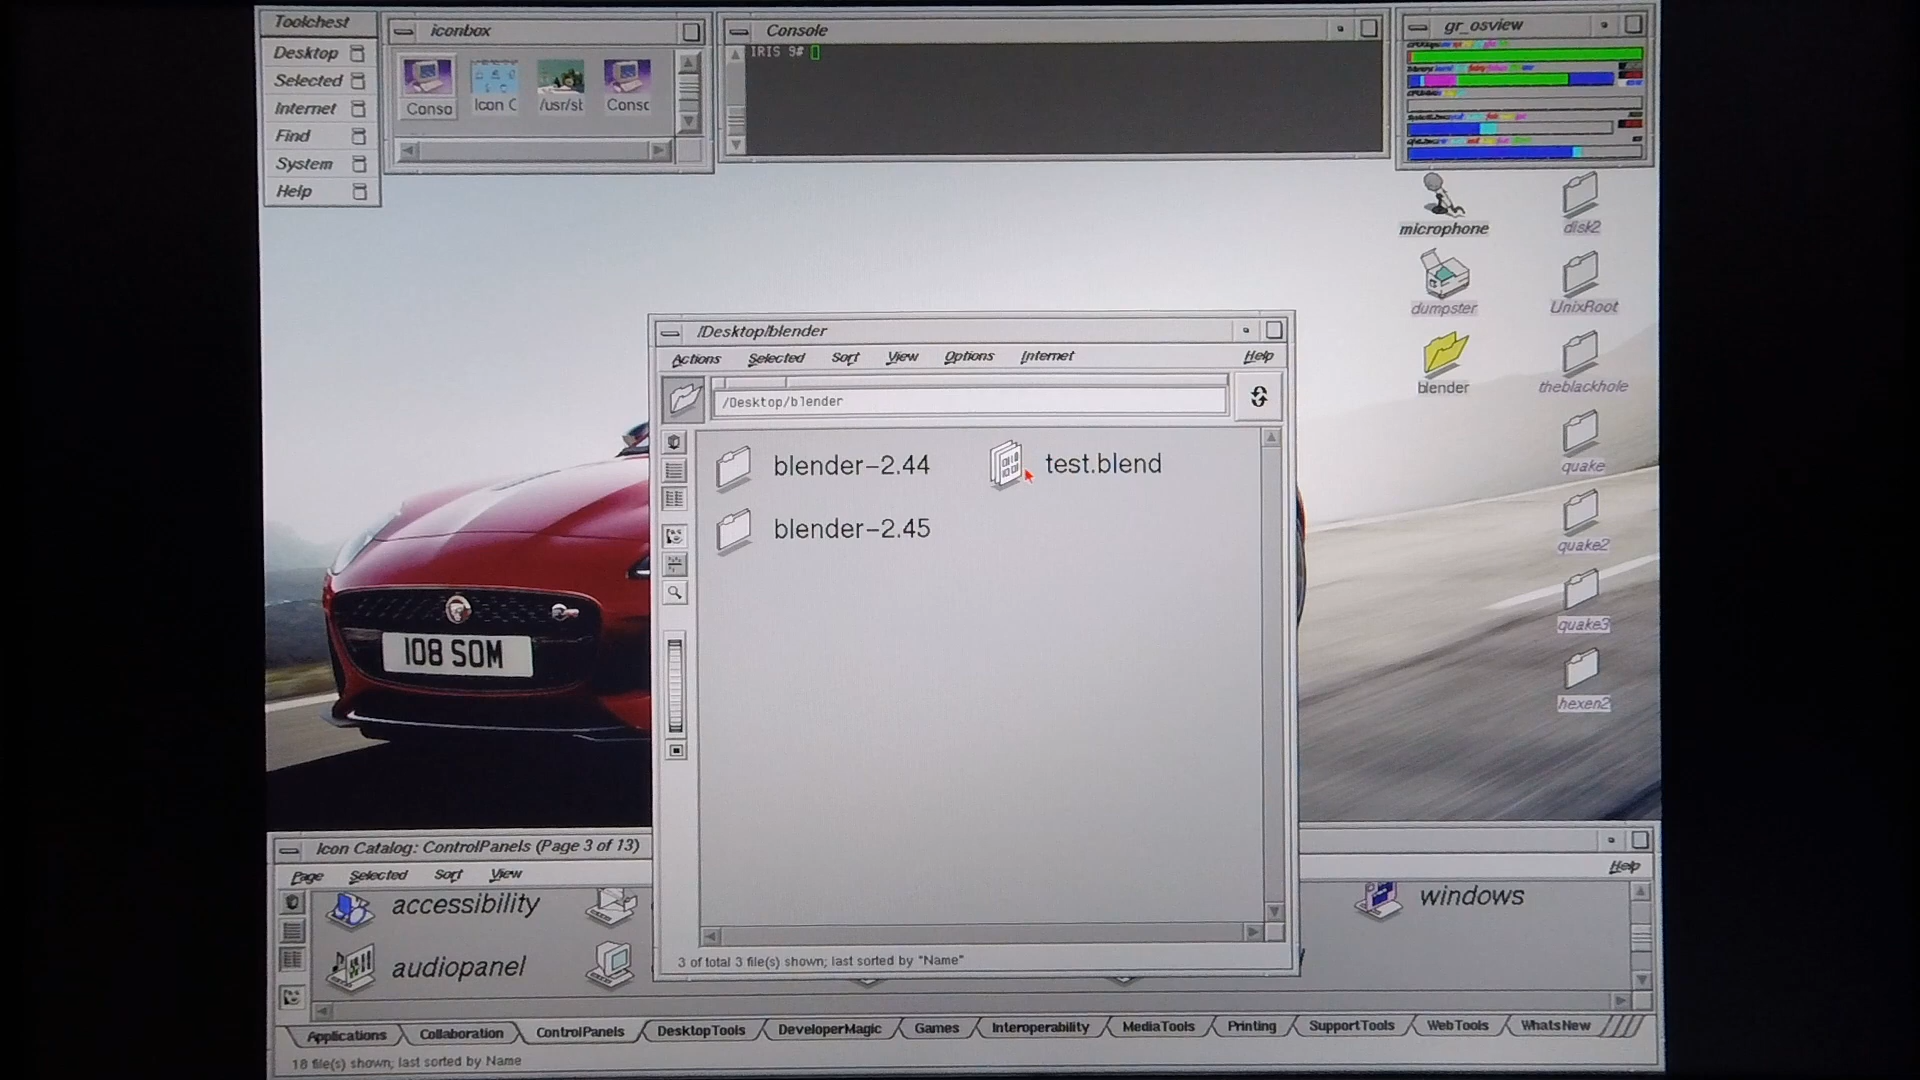 Toolchest
Desktop
Selected
Internet
Find
System
Help
iconbox
Conso
Icon C
/usr/st
Consc
Console
IRIS 9#
gr_osview
microphone
disk2
dumpster
UnixRoot
blender
theblackhole
quake
quake2
quake3
hexen2
/Desktop/blender
Actions Selected Sort View Options Internet Help
/Desktop/blender
blender-2.44
test.blend
blender-2.45
3 of total 3 file(s) shown; last sorted by "Name"
108 SOM
Icon Catalog: ControlPanels (Page 3 of 13)
Page Selected Sort View Help
accessibility
windows
audiopanel
Applications Collaboration ControlPanels DesktopTools DeveloperMagic Games Interoperability MediaTools Printing SupportTools WebTools WhatsNew
18 file(s) shown; last sorted by Name